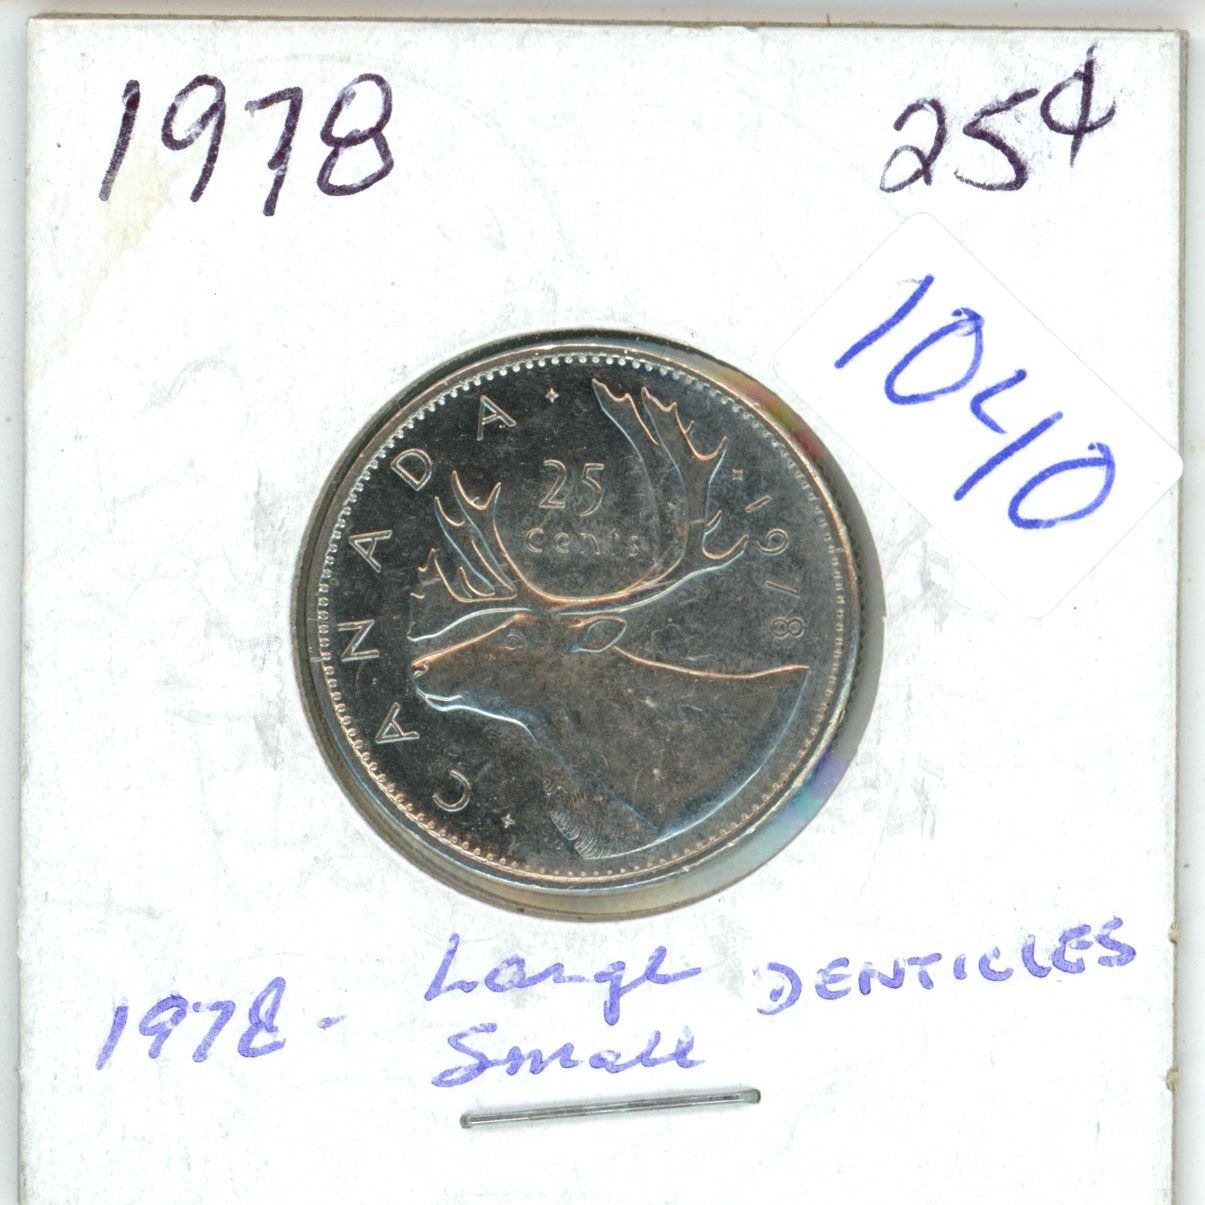 1978 25¢
1040
CANADA
25
cents
1978
1978 - Large DENTICLES
Small